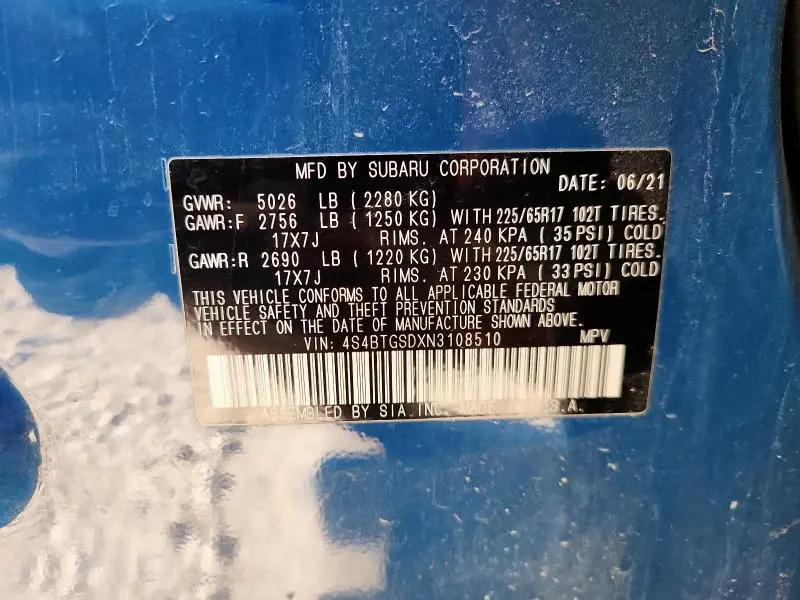 MFD BY SUBARU CORPORATION
DATE: 06/21
GVWR: 5026 LB ( 2280 KG)
GAWR:F 2756 LB ( 1250 KG) WITH 225/65R17 102T TIRES.
17X7J RIMS. AT 240 KPA ( 35 PSI) COLD
GAWR:R 2690 LB ( 1220 KG) WITH 225/65R17 102T TIRES.
17X7J RIMS. AT 230 KPA ( 33 PSI) COLD
THIS VEHICLE CONFORMS TO ALL APPLICABLE FEDERAL MOTOR
VEHICLE SAFETY AND THEFT PREVENTION STANDARDS
IN EFFECT ON THE DATE OF MANUFACTURE SHOWN ABOVE.
VIN: 4S4BTGSDXN3108510 MPV
ASSEMBLED BY SIA,INC. MADE S.A.